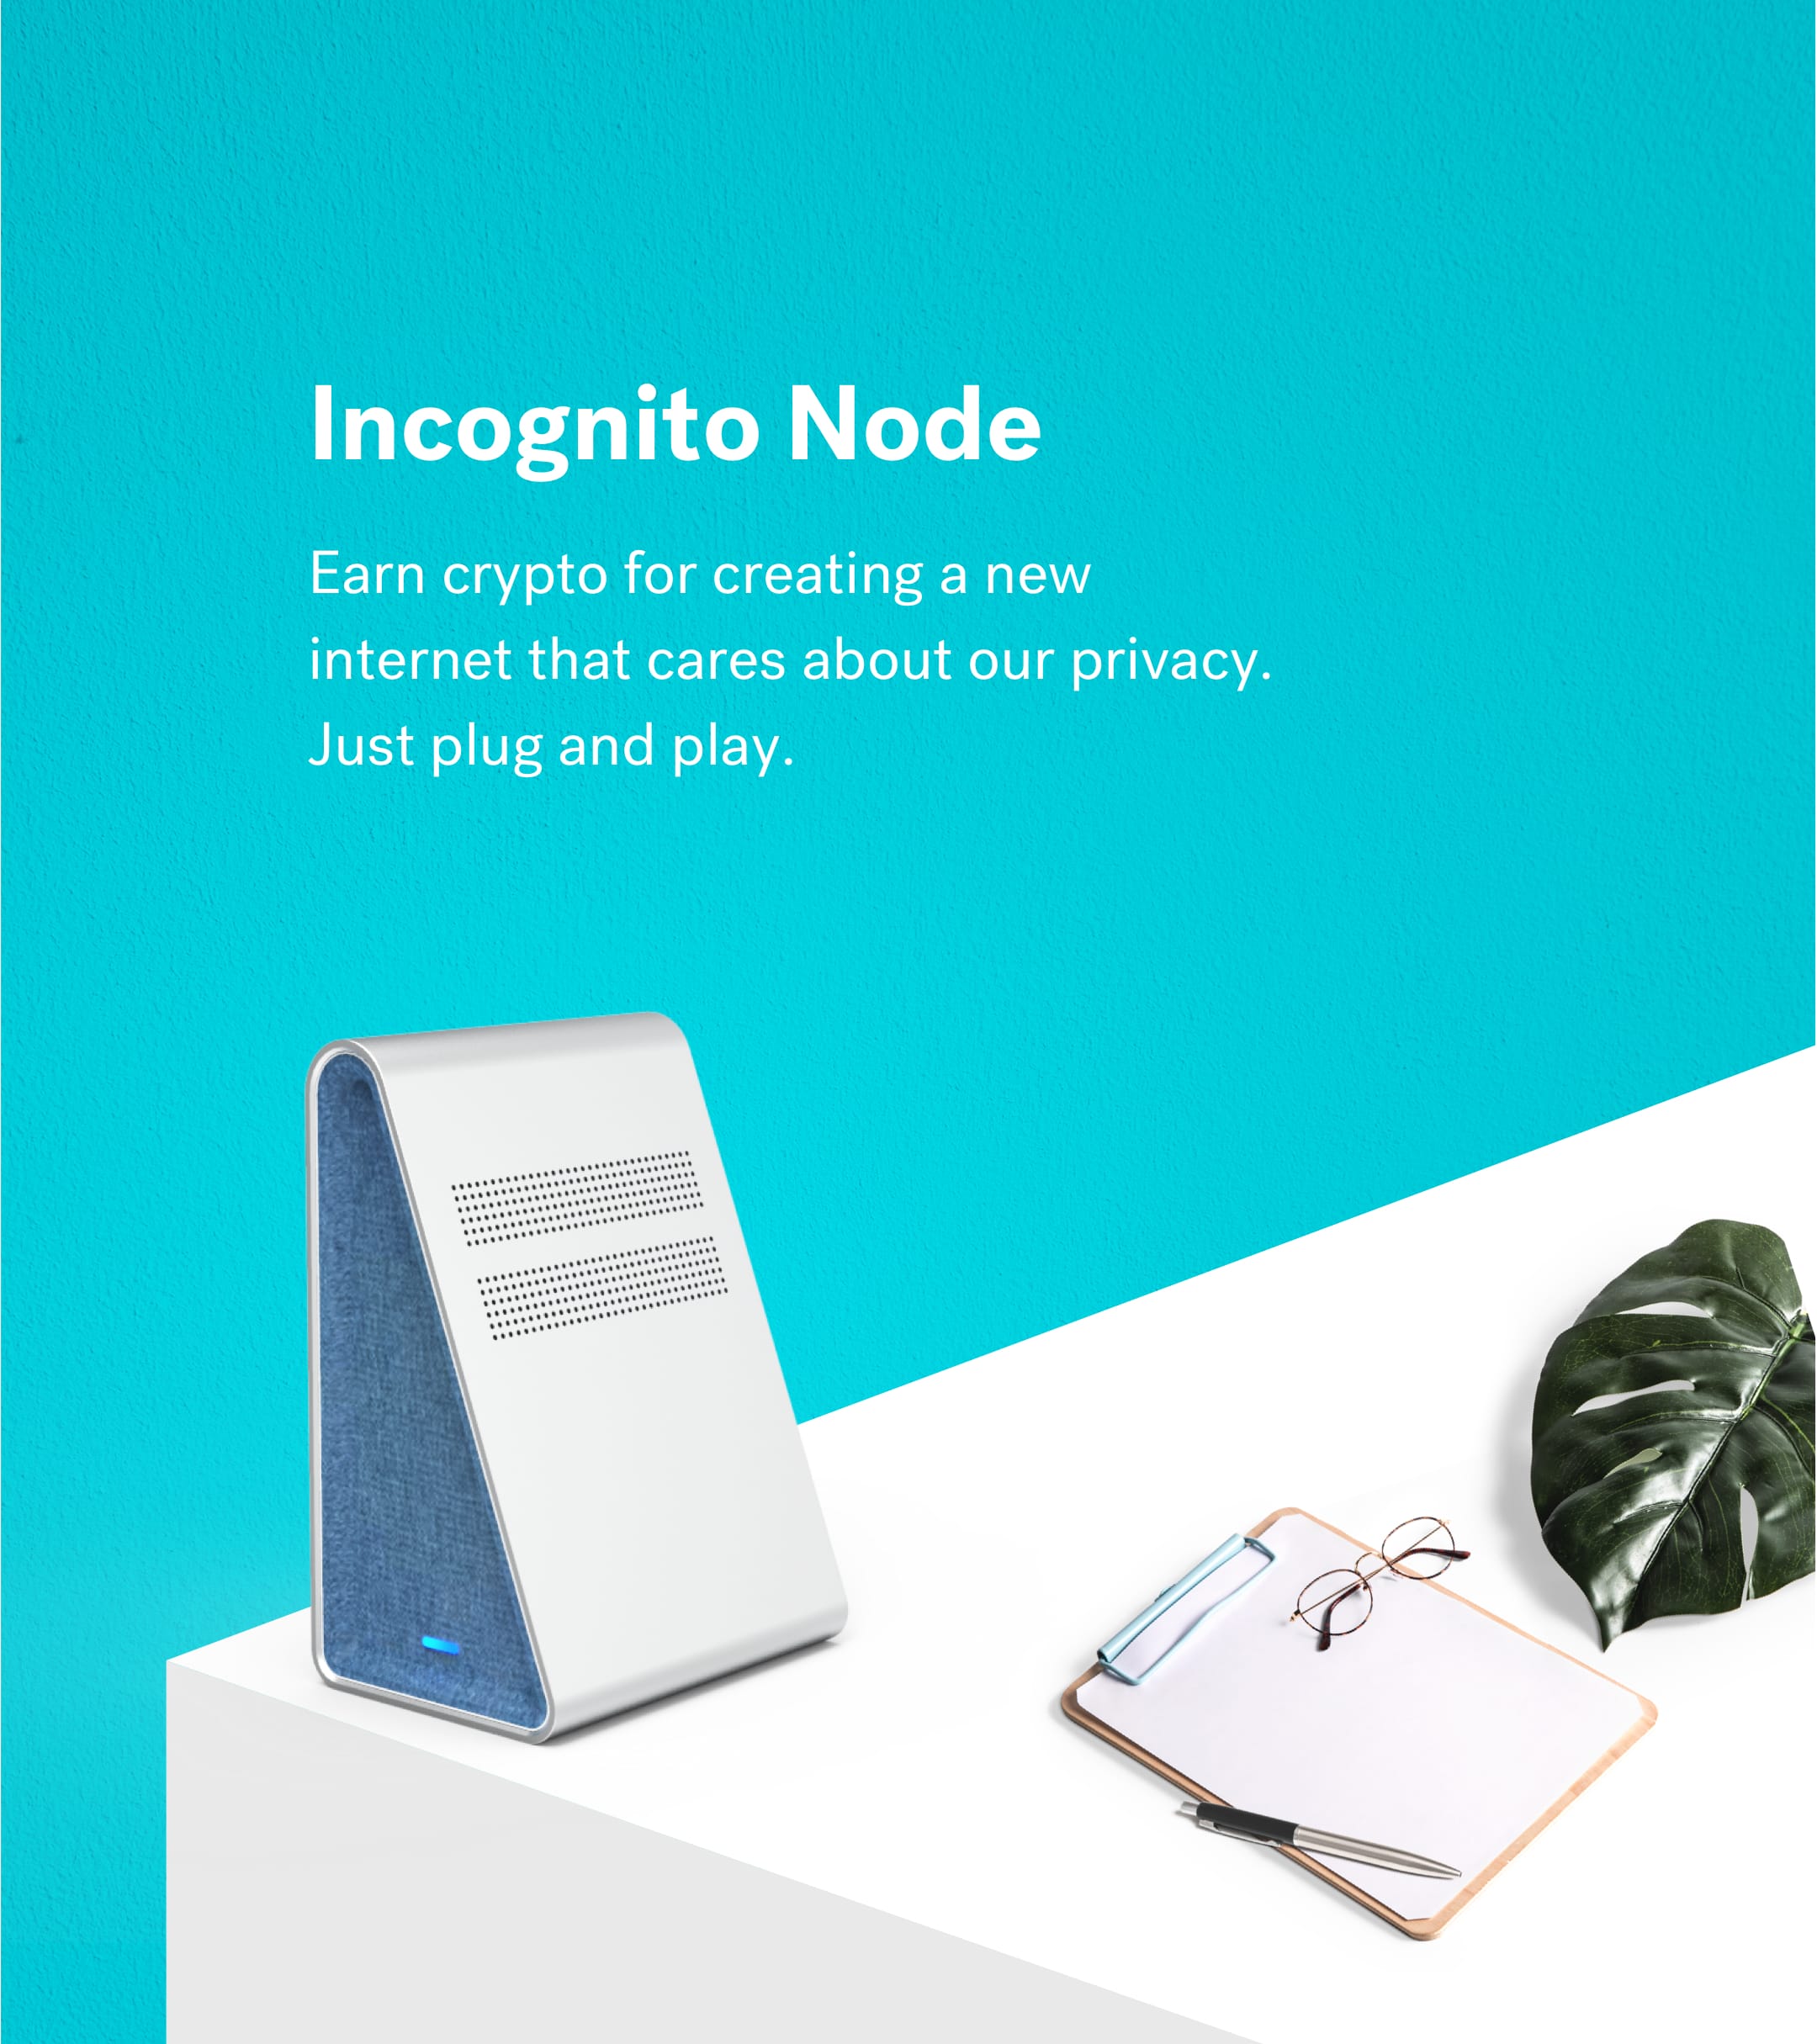 Incognito Node
Earn crypto for creating a new
internet that cares about our privacy.
Just plug and play.